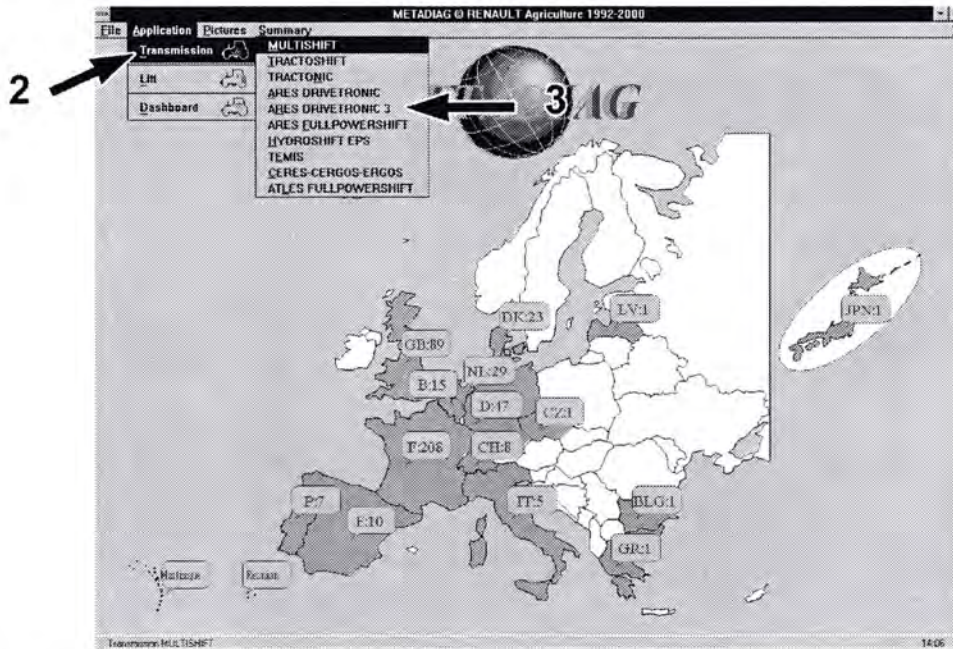 METADIAG © RENAULT Agriculture 1992-2000
File Application Pictures Summary
2
Transmission
Lift
Dashboard
MULTISHIFT
TRACTOSHIFT
TRACTONIC
ARES DRIVETRONIC
ARES DRIVETRONIC 3
ARES FULLPOWERSHIFT
HYDROSHIFT EPS
TEMIS
CERES-CERGOS-ERGOS
ATLES FULLPOWERSHIFT
3
AG
DK:23
LV:1
JPN:1
GB:89
NL:29
B:15
D:47
CZ:1
F:208
CH:8
P:7
E:10
IT:5
BLG:1
GR:1
Martinique
Reunion
Transmission MULTISHIFT
14:06